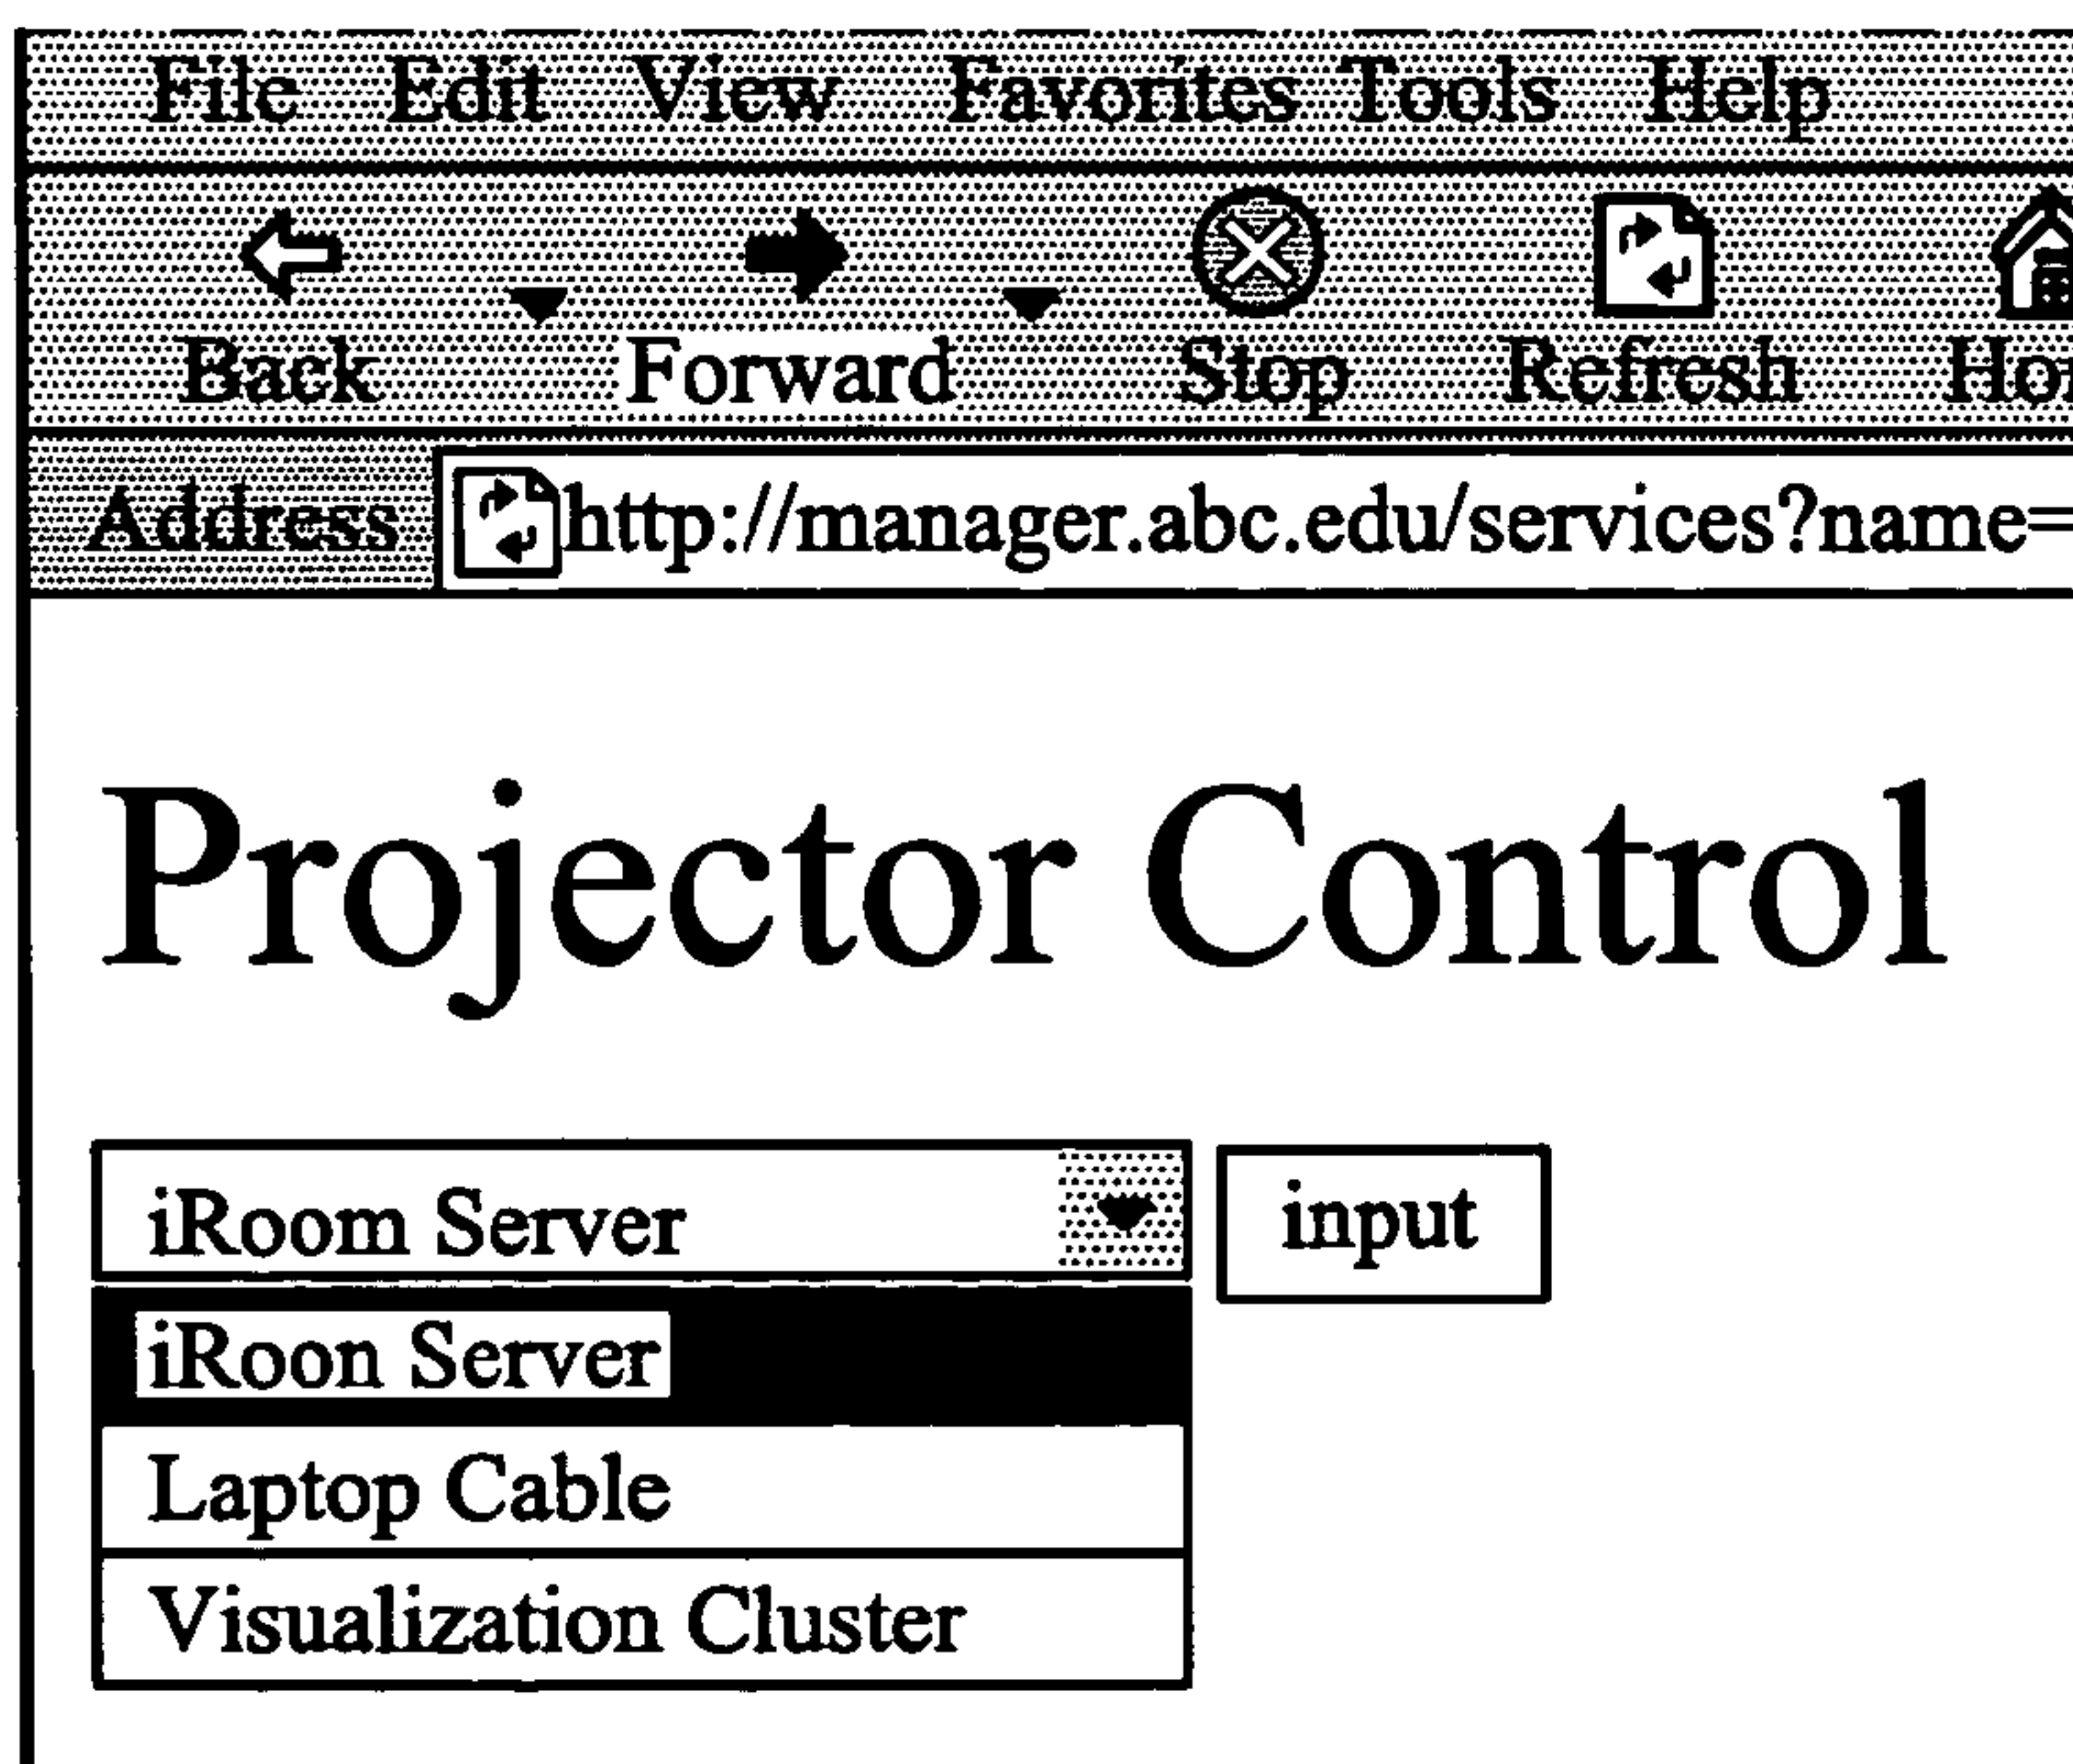 File Edit View Favorites Tools Help
Back Forward Stop Refresh
Address http://manager.abc.edu/services?name=
Projector Control
iRoom Server input
iRoon Server
Laptop Cable
Visualization Cluster